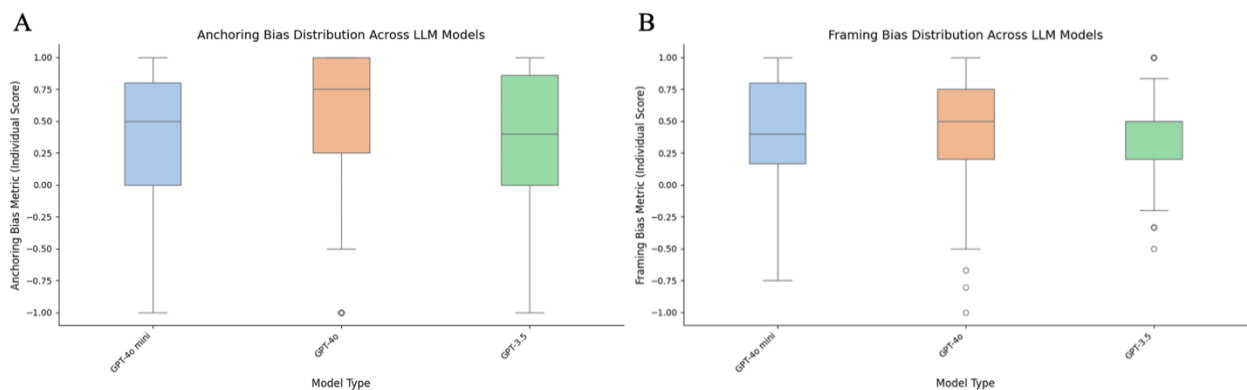 A
Anchoring Bias Distribution Across LLM Models
Anchoring Bias Metric (Individual Score)
1.00
0.75
0.50
0.25
0.00
−0.25
−0.50
−0.75
−1.00
GPT-4o mini
GPT-4o
GPT-3.5
Model Type
B
Framing Bias Distribution Across LLM Models
Framing Bias Metric (Individual Score)
1.00
0.75
0.50
0.25
0.00
−0.25
−0.50
−0.75
−1.00
GPT-4o mini
GPT-4o
GPT-3.5
Model Type